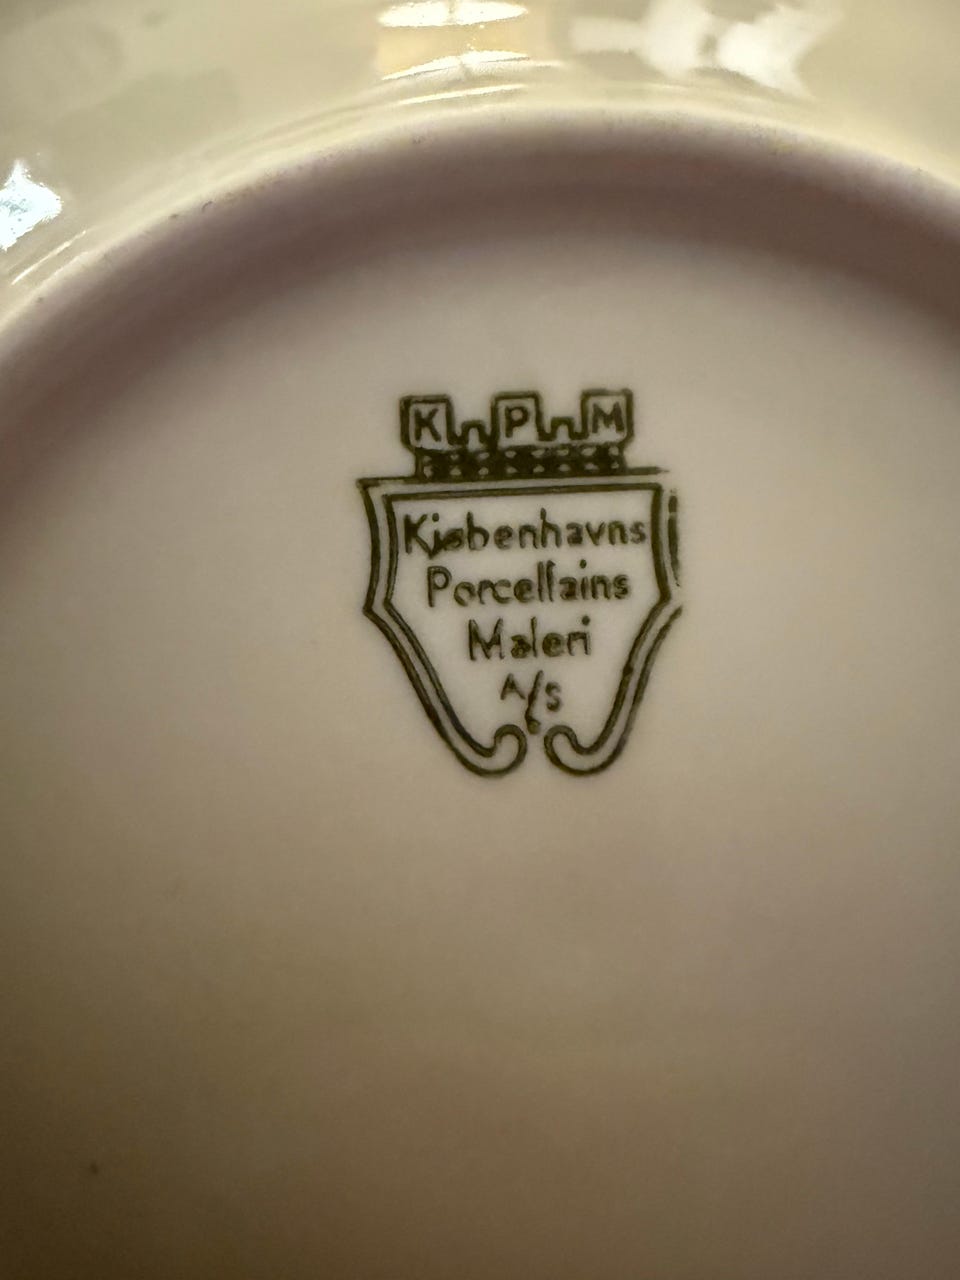 K P M
Kjøbenhavns
Porcellains
Maleri
A/S